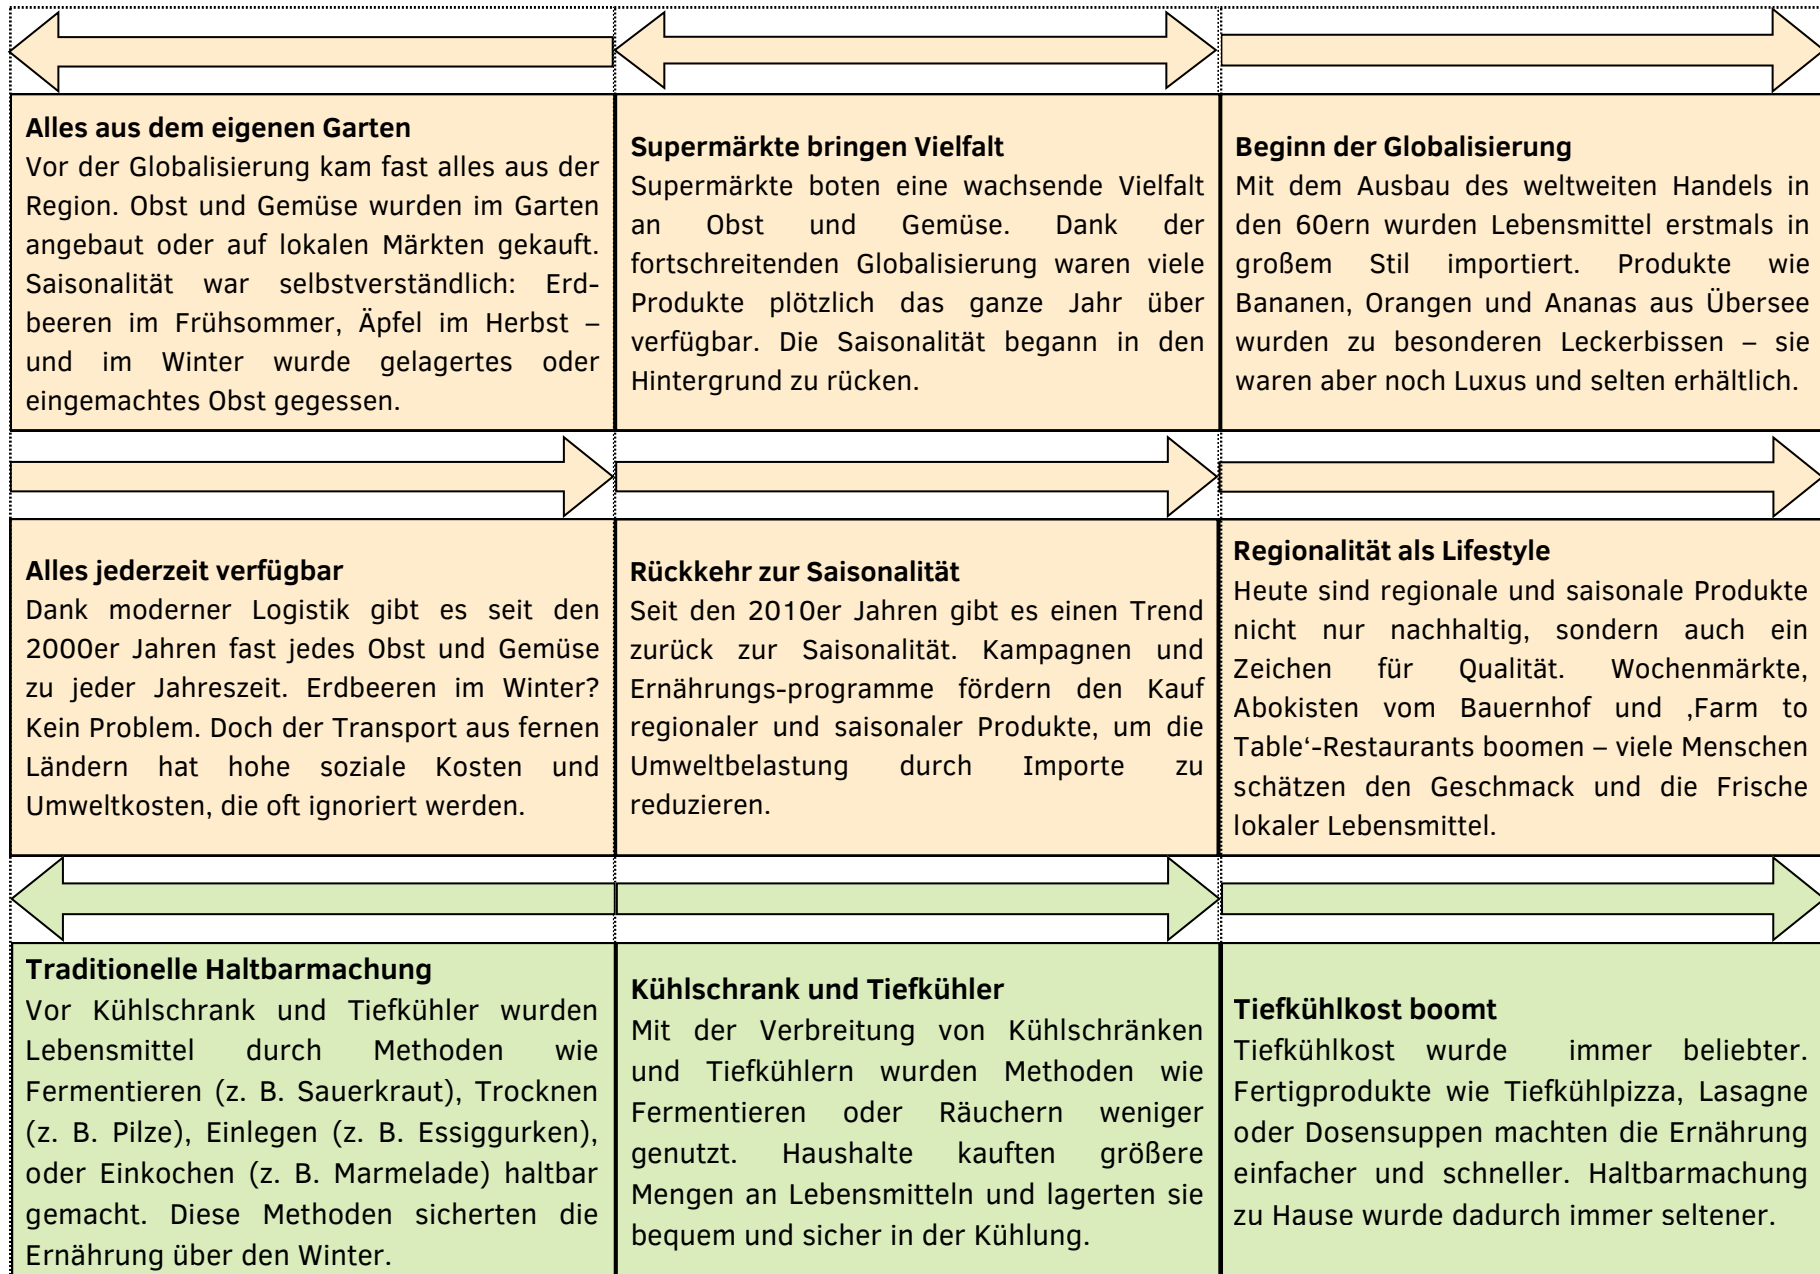 Alles aus dem eigenen Garten
Vor der Globalisierung kam fast alles aus der
Region. Obst und Gemüse wurden im Garten
angebaut oder auf lokalen Märkten gekauft.
Saisonalität war selbstverständlich: Erd-
beeren im Frühsommer, Äpfel im Herbst –
und im Winter wurde gelagertes oder
eingemachtes Obst gegessen.
Supermärkte bringen Vielfalt
Supermärkte boten eine wachsende Vielfalt
an Obst und Gemüse. Dank der
fortschreitenden Globalisierung waren viele
Produkte plötzlich das ganze Jahr über
verfügbar. Die Saisonalität begann in den
Hintergrund zu rücken.
Beginn der Globalisierung
Mit dem Ausbau des weltweiten Handels in
den 60ern wurden Lebensmittel erstmals in
großem Stil importiert. Produkte wie
Bananen, Orangen und Ananas aus Übersee
wurden zu besonderen Leckerbissen – sie
waren aber noch Luxus und selten erhältlich.
Alles jederzeit verfügbar
Dank moderner Logistik gibt es seit den
2000er Jahren fast jedes Obst und Gemüse
zu jeder Jahreszeit. Erdbeeren im Winter?
Kein Problem. Doch der Transport aus fernen
Ländern hat hohe soziale Kosten und
Umweltkosten, die oft ignoriert werden.
Rückkehr zur Saisonalität
Seit den 2010er Jahren gibt es einen Trend
zurück zur Saisonalität. Kampagnen und
Ernährungs-programme fördern den Kauf
regionaler und saisonaler Produkte, um die
Umweltbelastung durch Importe zu
reduzieren.
Regionalität als Lifestyle
Heute sind regionale und saisonale Produkte
nicht nur nachhaltig, sondern auch ein
Zeichen für Qualität. Wochenmärkte,
Abokisten vom Bauernhof und ‚Farm to
Table‘-Restaurants boomen – viele Menschen
schätzen den Geschmack und die Frische
lokaler Lebensmittel.
Traditionelle Haltbarmachung
Vor Kühlschrank und Tiefkühler wurden
Lebensmittel durch Methoden wie
Fermentieren (z. B. Sauerkraut), Trocknen
(z. B. Pilze), Einlegen (z. B. Essiggurken),
oder Einkochen (z. B. Marmelade) haltbar
gemacht. Diese Methoden sicherten die
Ernährung über den Winter.
Kühlschrank und Tiefkühler
Mit der Verbreitung von Kühlschränken
und Tiefkühlern wurden Methoden wie
Fermentieren oder Räuchern weniger
genutzt. Haushalte kauften größere
Mengen an Lebensmitteln und lagerten sie
bequem und sicher in der Kühlung.
Tiefkühlkost boomt
Tiefkühlkost wurde immer beliebter.
Fertigprodukte wie Tiefkühlpizza, Lasagne
oder Dosensuppen machten die Ernährung
einfacher und schneller. Haltbarmachung
zu Hause wurde dadurch immer seltener.